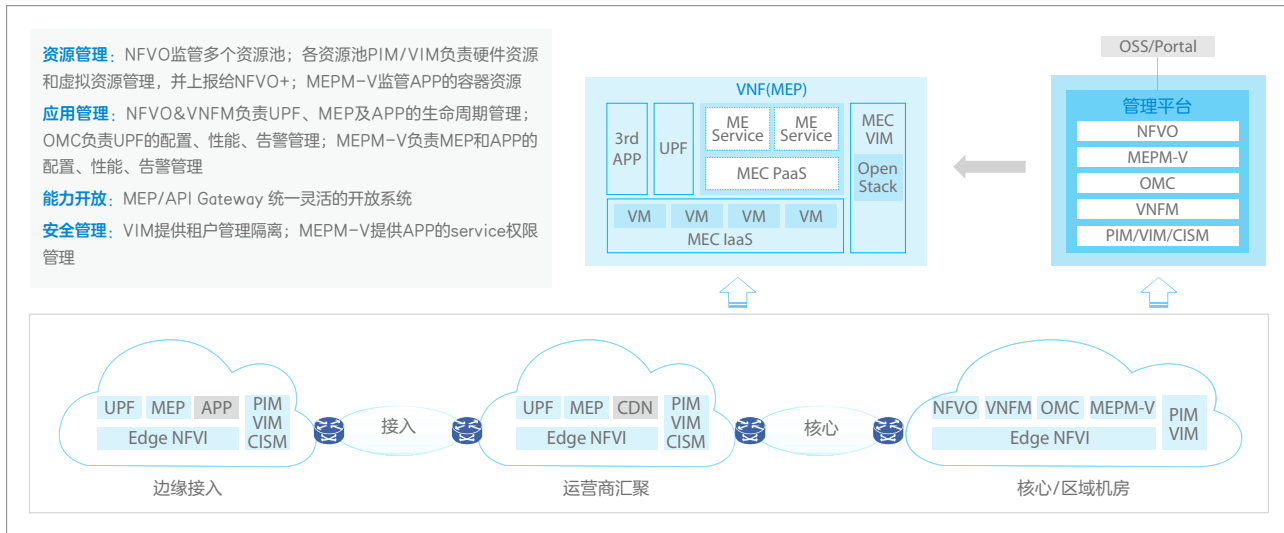 资源管理：NFVO监管多个资源池；各资源池PIM/VIM负责硬件资源
和虚拟资源管理，并上报给NFVO+；MEPM-V监管APP的容器资源
应用管理：NFVO&VNFM负责UPF、MEP及APP的生命周期管理；
OMC负责UPF的配置、性能、告警管理；MEPM-V负责MEP和APP的
配置、性能、告警管理
能力开放：MEP/API Gateway 统一灵活的开放系统
安全管理：VIM提供租户管理隔离；MEPM-V提供APP的service权限
管理
VNF(MEP)
3rd
APP
UPF
ME
Service
ME
Service
MEC PaaS
MEC
VIM
Open
Stack
VM
VM
VM
VM
MEC IaaS
OSS/Portal
管理平台
NFVO
MEPM-V
OMC
VNFM
PIM/VIM/CISM
UPF
MEP
APP
PIM
VIM
CISM
Edge NFVI
边缘接入
接入
UPF
MEP
CDN
PIM
VIM
CISM
Edge NFVI
运营商汇聚
核心
NFVO
VNFM
OMC
MEPM-V
PIM
VIM
Edge NFVI
核心/区域机房